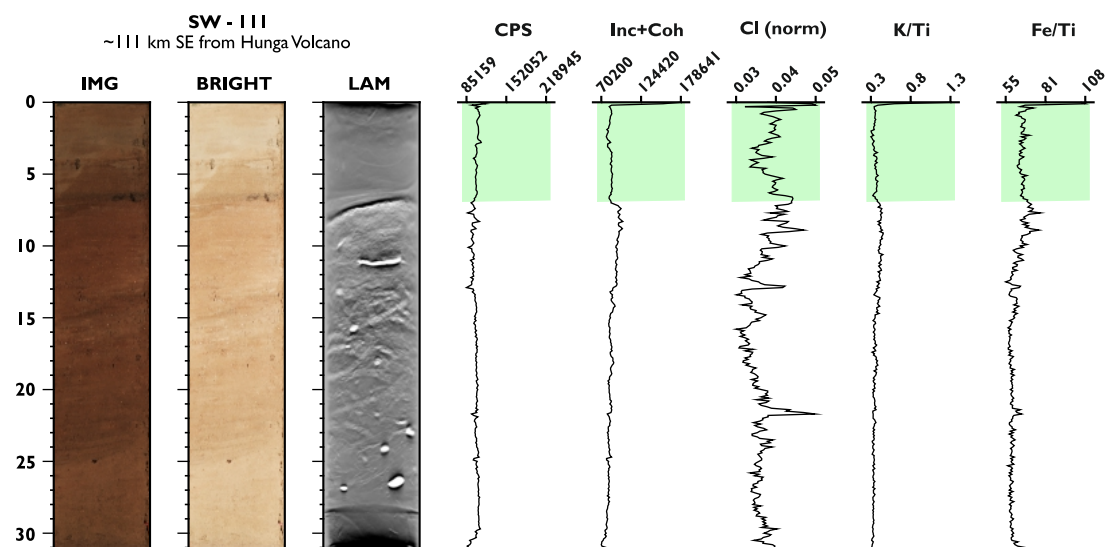 SW - 111
~111 km SE from Hunga Volcano
IMG BRIGHT LAM CPS Inc+Coh Cl (norm) K/Ti Fe/Ti
85159 152052 218945 70200 124420 178641 0.03 0.04 0.05 0.3 0.8 1.3 55 81 108
0
5
10
15
20
25
30